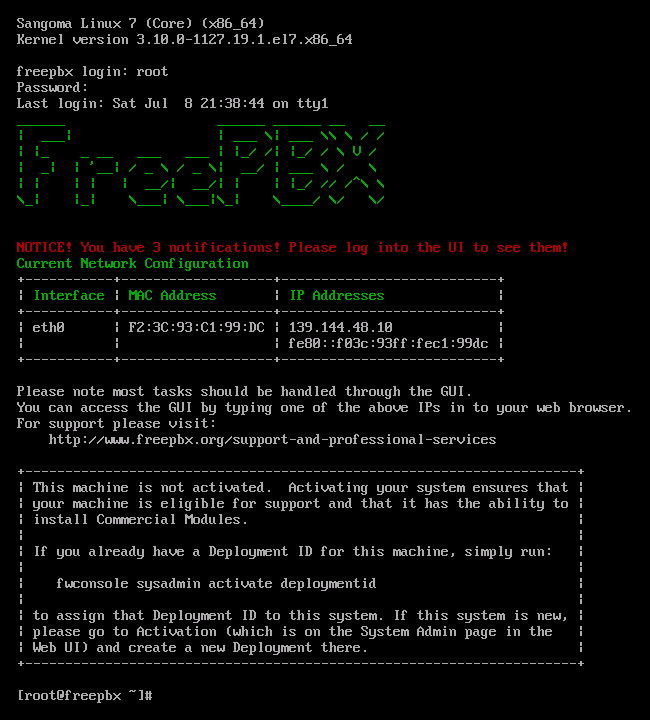 Sangoma Linux 7 (Core) (x86_64)
Kernel version 3.10.0-1127.19.1.el7.x86_64
freepbx login: root
Password:
Last login: Sat Jul  8 21:38:44 on tty1
FreePBX
NOTICE! You have 3 notifications! Please log into the UI to see them!
Current Network Configuration
+-----------+-------------------+---------------------------+
| Interface | MAC Address       | IP Addresses              |
+-----------+-------------------+---------------------------+
| eth0      | F2:3C:93:C1:99:DC | 139.144.48.10             |
|           |                   | fe80::f03c:93ff:fec1:99dc |
+-----------+-------------------+---------------------------+
Please note most tasks should be handled through the GUI.
You can access the GUI by typing one of the above IPs in to your web browser.
For support please visit:
    http://www.freepbx.org/support-and-professional-services
+---------------------------------------------------------------------+
| This machine is not activated.  Activating your system ensures that |
| your machine is eligible for support and that it has the ability to |
| install Commercial Modules.                                         |
|                                                                     |
| If you already have a Deployment ID for this machine, simply run:   |
|                                                                     |
|    fwconsole sysadmin activate deploymentid                         |
|                                                                     |
| to assign that Deployment ID to this system. If this system is new, |
| please go to Activation (which is on the System Admin page in the   |
| Web UI) and create a new Deployment there.                          |
+---------------------------------------------------------------------+
[root@freepbx ~]#